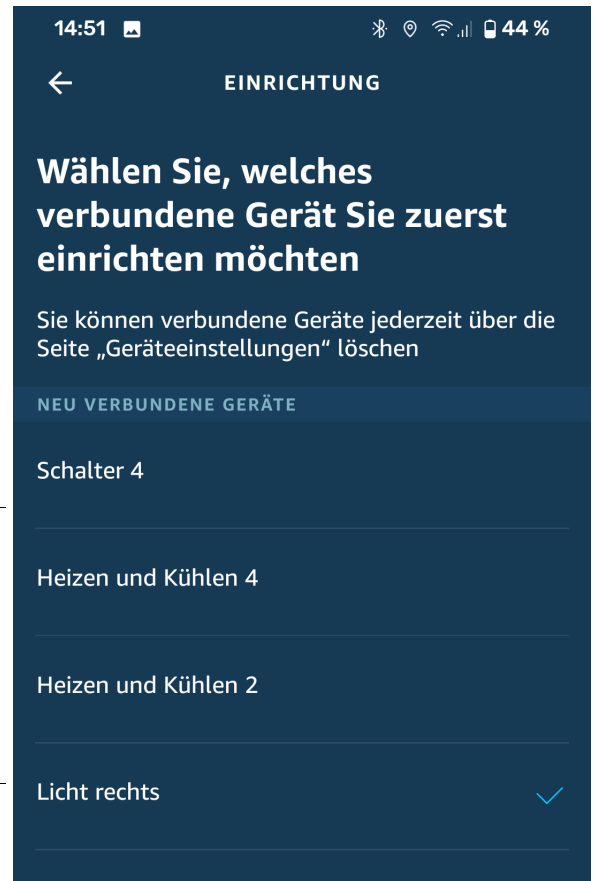 14:51 44 %
EINRICHTUNG
Wählen Sie, welches
verbundene Gerät Sie zuerst
einrichten möchten
Sie können verbundene Geräte jederzeit über die
Seite „Geräteeinstellungen“ löschen
NEU VERBUNDENE GERÄTE
Schalter 4
Heizen und Kühlen 4
Heizen und Kühlen 2
Licht rechts